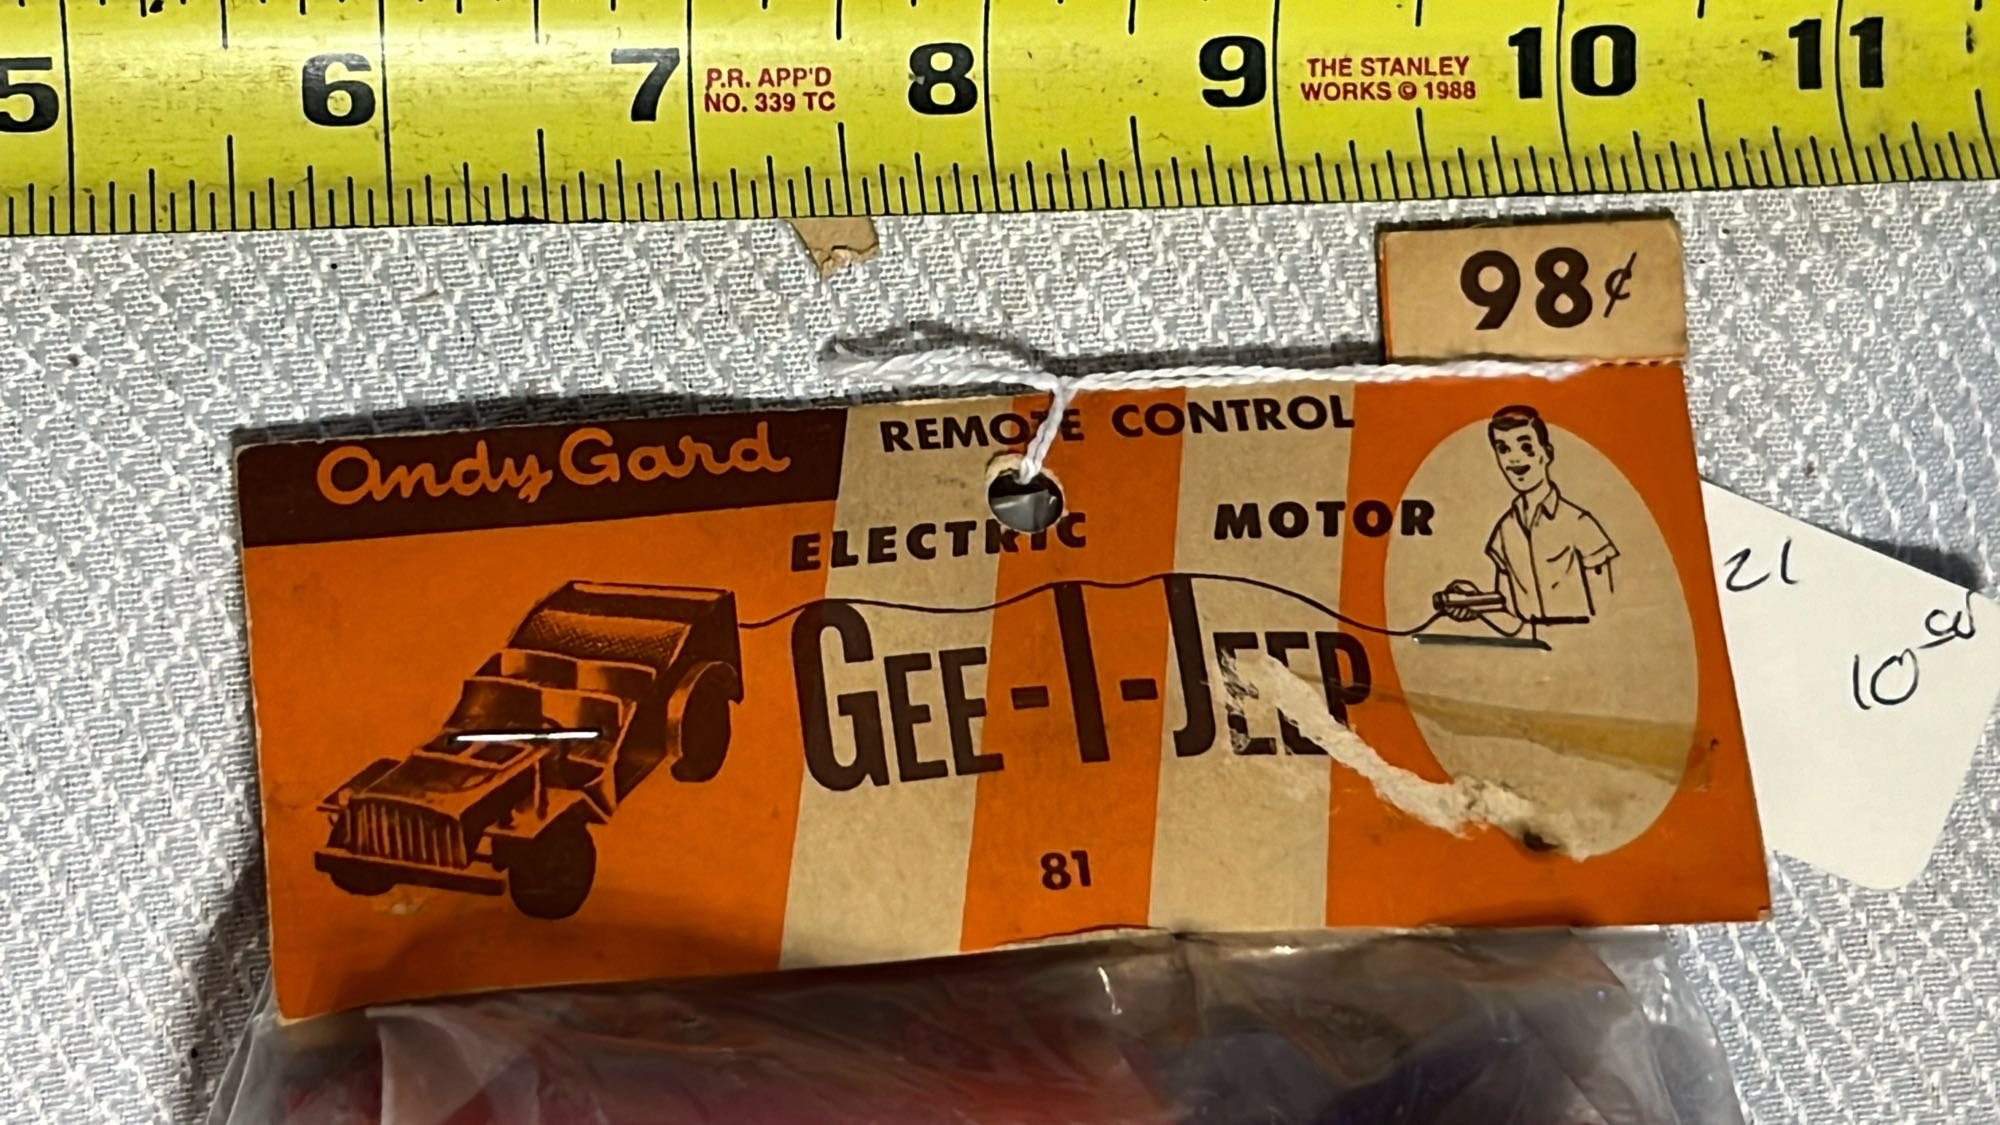 5 6 7 P.R. APP'D 8 9 THE STANLEY 10 11
NO. 339 TC WORKS © 1988
98¢
Andy Gard REMOTE CONTROL
ELECTRIC MOTOR
GEE-I-JEEP
81
21
10.00